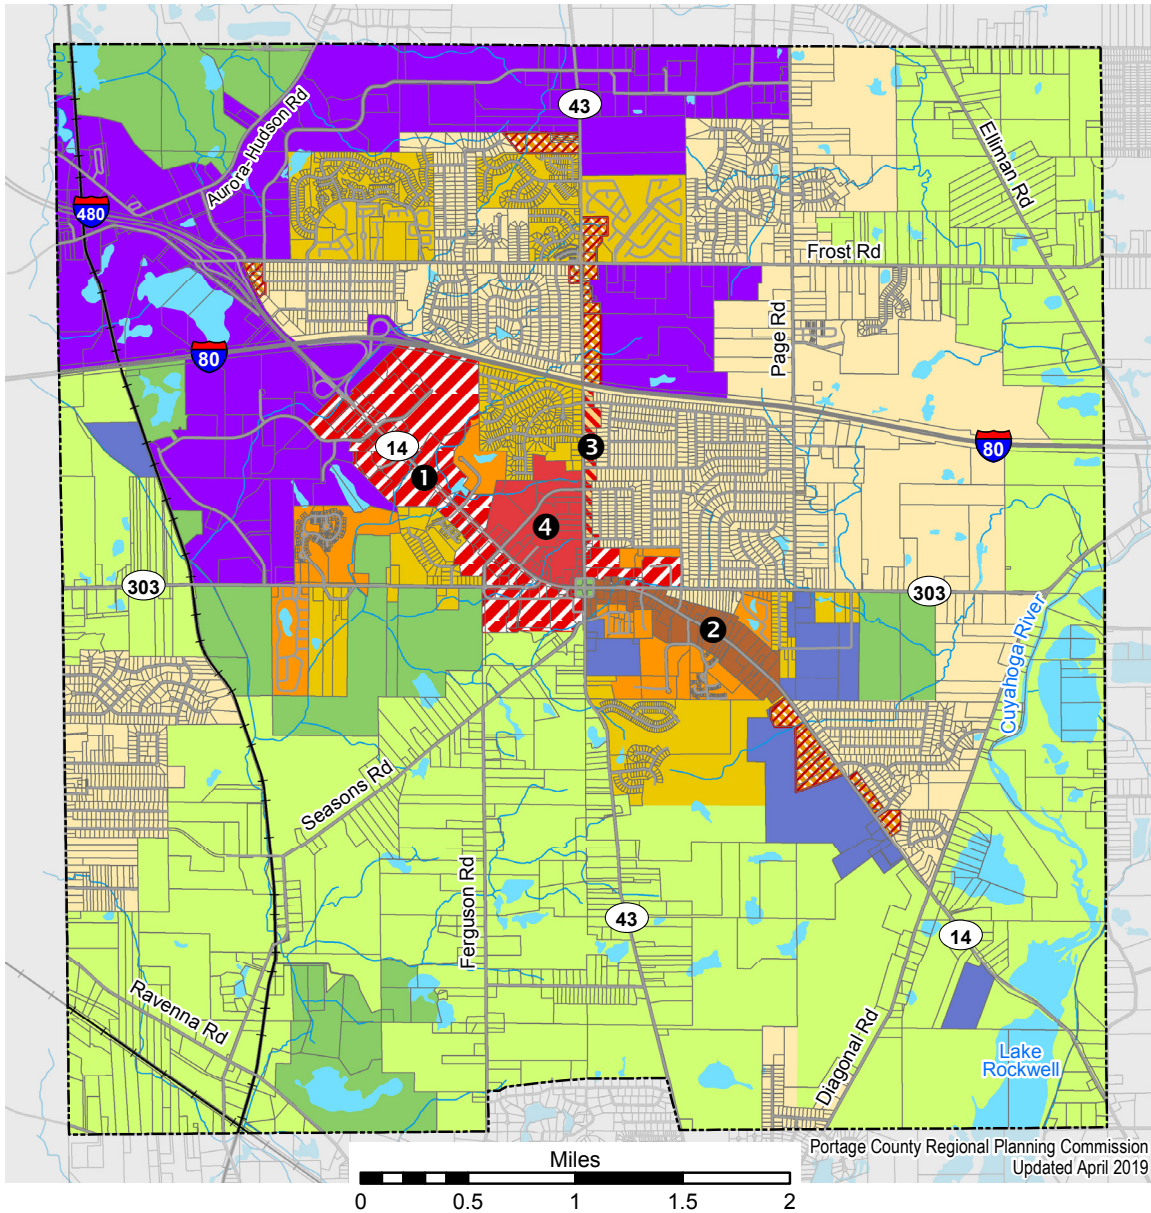 43
Elliman Rd
Aurora-Hudson Rd
480
Frost Rd
Page Rd
80
14
3
80
1
4
303
303
2
Cuyahoga River
Seasons Rd
Ferguson Rd
43
14
Ravenna Rd
Diagonal Rd
Lake
Rockwell
Portage County Regional Planning Commission
Updated April 2019
Miles
0 0.5 1 1.5 2